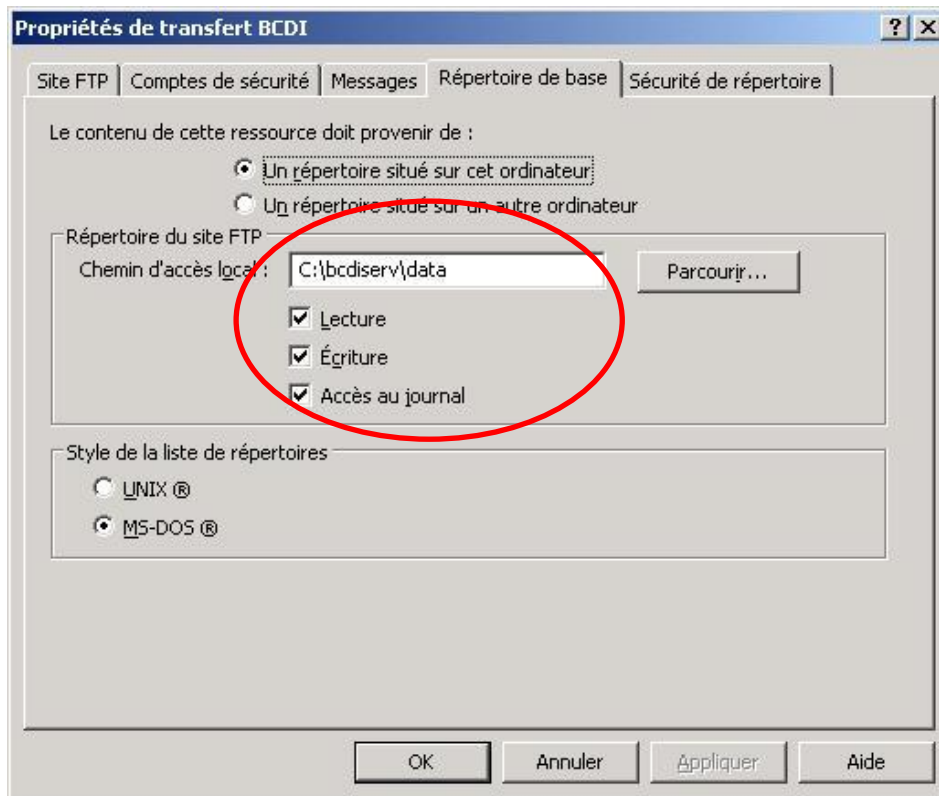 Propriétés de transfert BCDI
Site FTP Comptes de sécurité Messages Répertoire de base Sécurité de répertoire
Le contenu de cette ressource doit provenir de :
Un répertoire situé sur cet ordinateur
Un répertoire situé sur un autre ordinateur
Répertoire du site FTP
Chemin d'accès local : C:\bcdiserv\data Parcourir...
Lecture
Écriture
Accès au journal
Style de la liste de répertoires
UNIX ®
MS-DOS ®
OK Annuler Appliquer Aide